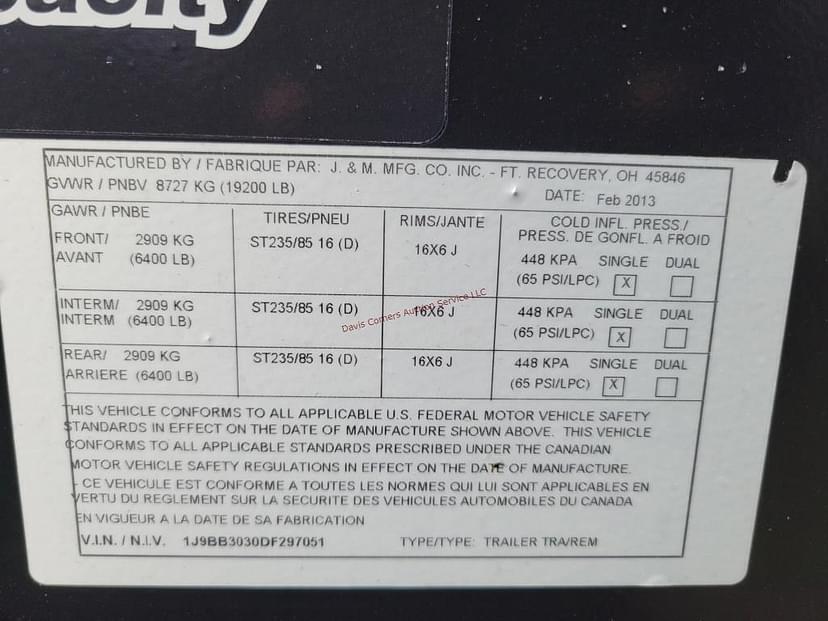 MANUFACTURED BY / FABRIQUE PAR: J. & M. MFG. CO. INC. - FT. RECOVERY, OH 45846
GVWR / PNBV 8727 KG (19200 LB) DATE: Feb 2013
GAWR / PNBE TIRES/PNEU RIMS/JANTE COLD INFL. PRESS./
PRESS. DE GONFL. A FROID
FRONT/ 2909 KG ST235/85 16 (D) 16X6 J 448 KPA SINGLE DUAL
AVANT (6400 LB) (65 PSI/LPC) X
INTERM/ 2909 KG ST235/85 16 (D) 16X6 J 448 KPA SINGLE DUAL
INTERM (6400 LB) (65 PSI/LPC) X
Davis Corners Auction Service LLC
REAR/ 2909 KG ST235/85 16 (D) 16X6 J 448 KPA SINGLE DUAL
ARRIERE (6400 LB) (65 PSI/LPC) X
THIS VEHICLE CONFORMS TO ALL APPLICABLE U.S. FEDERAL MOTOR VEHICLE SAFETY
STANDARDS IN EFFECT ON THE DATE OF MANUFACTURE SHOWN ABOVE. THIS VEHICLE
CONFORMS TO ALL APPLICABLE STANDARDS PRESCRIBED UNDER THE CANADIAN
MOTOR VEHICLE SAFETY REGULATIONS IN EFFECT ON THE DATE OF MANUFACTURE.
- CE VEHICULE EST CONFORME A TOUTES LES NORMES QUI LUI SONT APPLICABLES EN
VERTU DU REGLEMENT SUR LA SECURITE DES VEHICULES AUTOMOBILES DU CANADA
EN VIGUEUR A LA DATE DE SA FABRICATION
V.I.N. / N.I.V. 1J9BB3030DF297051 TYPE/TYPE: TRAILER TRA/REM